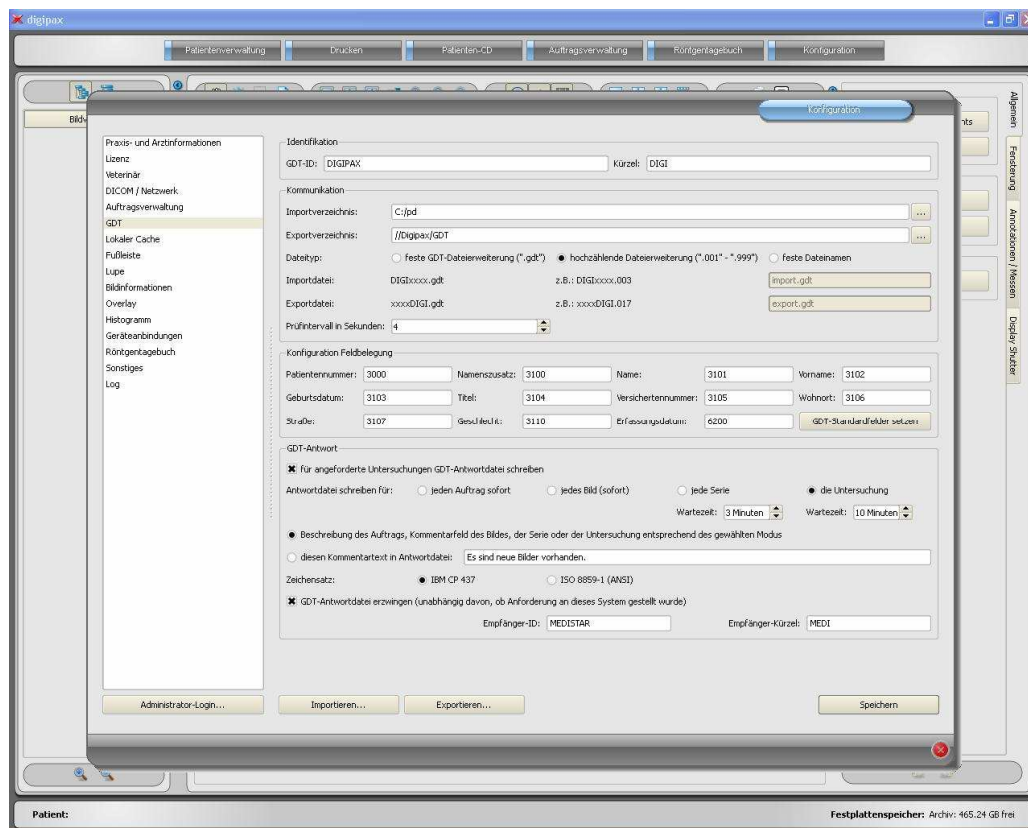 digipax
Patientenverwaltung Drucken Patienten-CD Auftragsverwaltung Röntgentagebuch Konfiguration
Konfiguration
Allgemein
Fensterung
Annotationen / Messen
Display Shutter
Praxis- und Arztinformationen
Lizenz
Veterinär
DICOM / Netzwerk
Auftragsverwaltung
GDT
Lokaler Cache
Fußleiste
Lupe
Bildinformationen
Overlay
Histogramm
Geräteanbindungen
Röntgentagebuch
Sonstiges
Log
Identifikation
GDT-ID: DIGIPAX Kürzel: DIGI
Kommunikation
Importverzeichnis: C:/pd ...
Exportverzeichnis: //Digipax/GDT ...
Dateityp: feste GDT-Dateierweiterung (".gdt") hochzählende Dateierweiterung (".001" - ".999") feste Dateinamen
Importdatei: DIGIxxxx.gdt z.B.: DIGIxxxx.003 import.gdt
Exportdatei: xxxxDIGI.gdt z.B.: xxxxDIGI.017 export.gdt
Prüfintervall in Sekunden: 4
Konfiguration Feldbelegung
Patientennummer: 3000 Namenszusatz: 3100 Name: 3101 Vorname: 3102
Geburtsdatum: 3103 Titel: 3104 Versichertennummer: 3105 Wohnort: 3106
Straße: 3107 Geschlecht: 3110 Erfassungsdatum: 6200 GDT-Standardfelder setzen
GDT-Antwort
für angeforderte Untersuchungen GDT-Antwortdatei schreiben
Antwortdatei schreiben für: jeden Auftrag sofort jedes Bild (sofort) jede Serie die Untersuchung
Wartezeit: 3 Minuten Wartezeit: 10 Minuten
Beschreibung des Auftrags, Kommentarfeld des Bildes, der Serie oder der Untersuchung entsprechend des gewählten Modus
diesen Kommentartext in Antwortdatei: Es sind neue Bilder vorhanden.
Zeichensatz: IBM CP 437 ISO 8859-1 (ANSI)
GDT-Antwortdatei erzwingen (unabhängig davon, ob Anforderung an dieses System gestellt wurde)
Empfänger-ID: MEDISTAR Empfänger-Kürzel: MEDI
Administrator-Login... Importieren... Exportieren... Speichern
Patient: Festplattenspeicher: Archiv: 465.24 GB frei